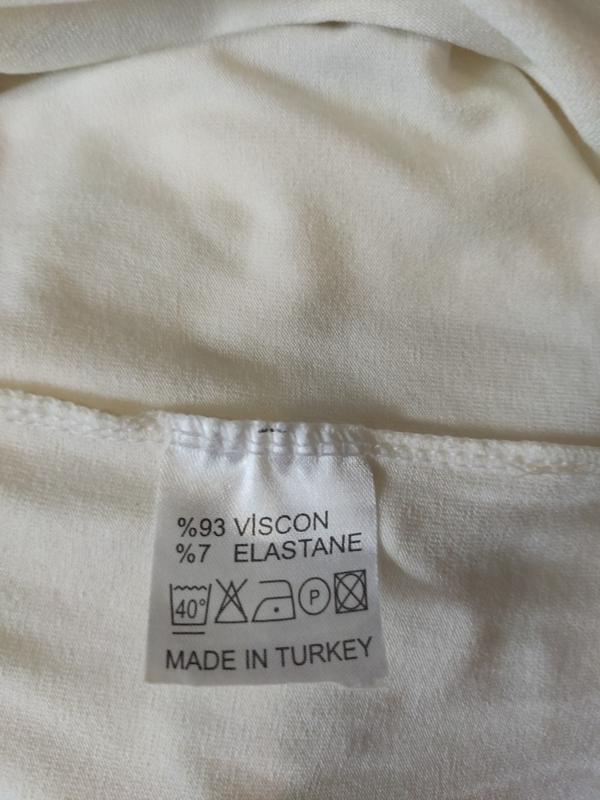 %93 VİSCON
%7 ELASTANE
40° P
MADE IN TURKEY